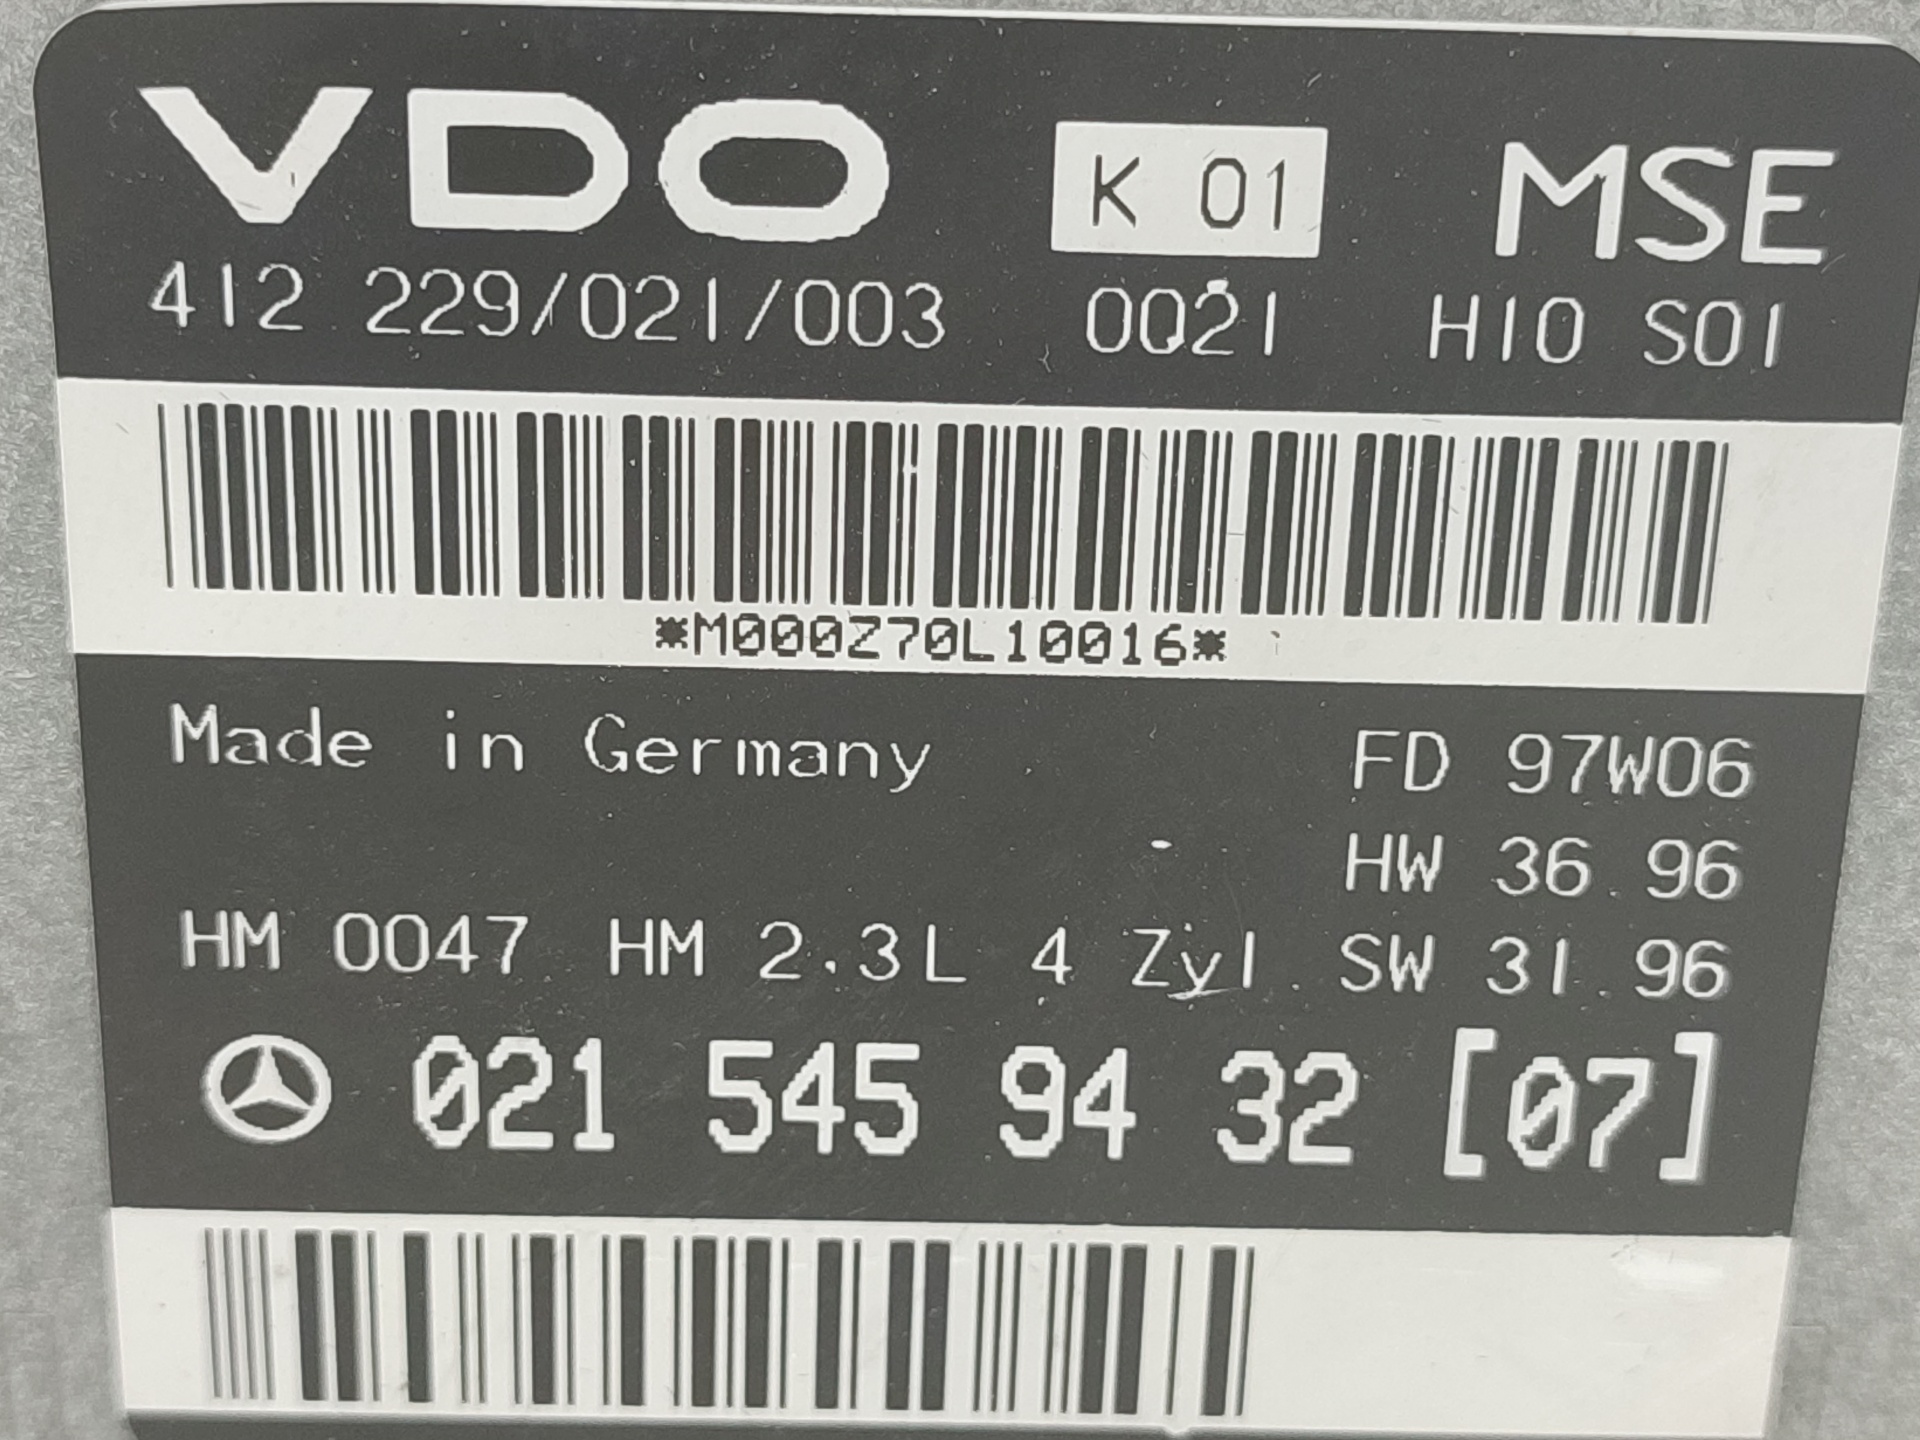 VDO K 01 MSE
412 229/021/003 0021 H10 S01
*M000Z70L10016*
Made in Germany FD 97W06
HW 36.96
HM 0047 HM 2.3L 4 Zyl. SW 31.96
021 545 94 32 [07]